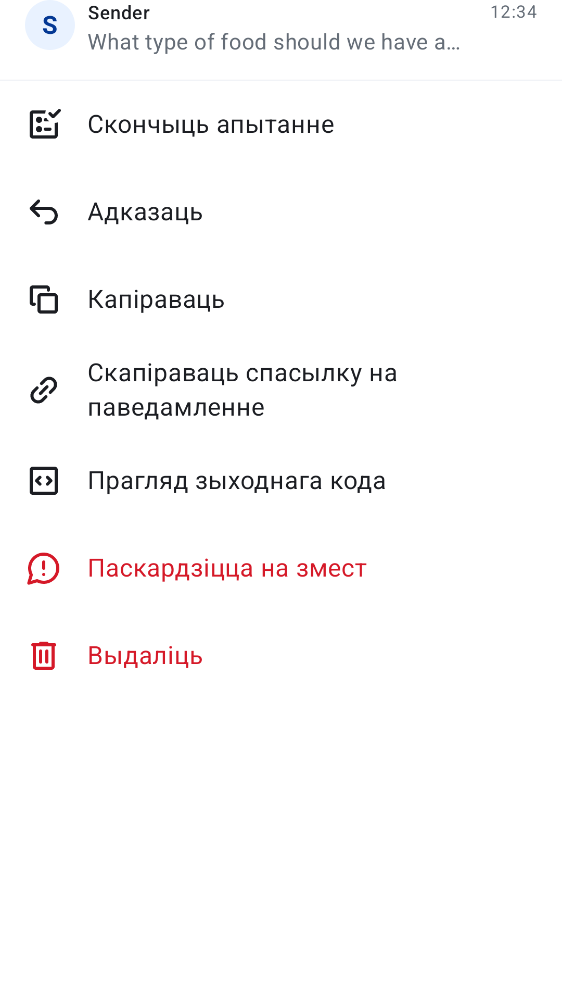 S
Sender
12:34
What type of food should we have a…
Скончыць апытанне
Адказаць
Капіраваць
Скапіраваць спасылку на
паведамленне
Прагляд зыходнага кода
Паскардзіцца на змест
Выдаліць